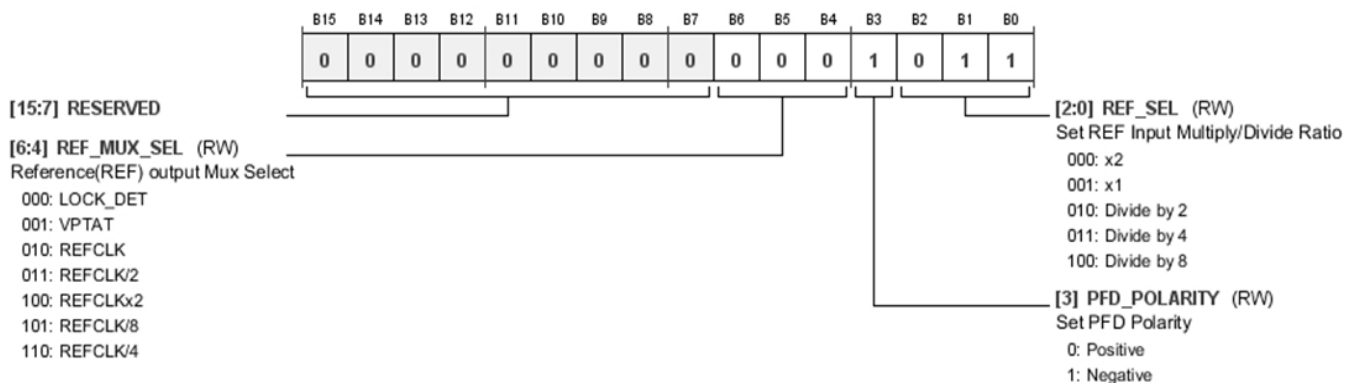 B15 B14 B13 B12 B11 B10 B9 B8 B7 B6 B5 B4 B3 B2 B1 B0
0 0 0 0 0 0 0 0 0 0 0 0 1 0 1 1
[15:7] RESERVED
[6:4] REF_MUX_SEL (RW)
Reference(REF) output Mux Select
000: LOCK_DET
001: VPTAT
010: REFCLK
011: REFCLK/2
100: REFCLKx2
101: REFCLK/8
110: REFCLK/4
[2:0] REF_SEL (RW)
Set REF Input Multiply/Divide Ratio
000: x2
001: x1
010: Divide by 2
011: Divide by 4
100: Divide by 8
[3] PFD_POLARITY (RW)
Set PFD Polarity
0: Positive
1: Negative